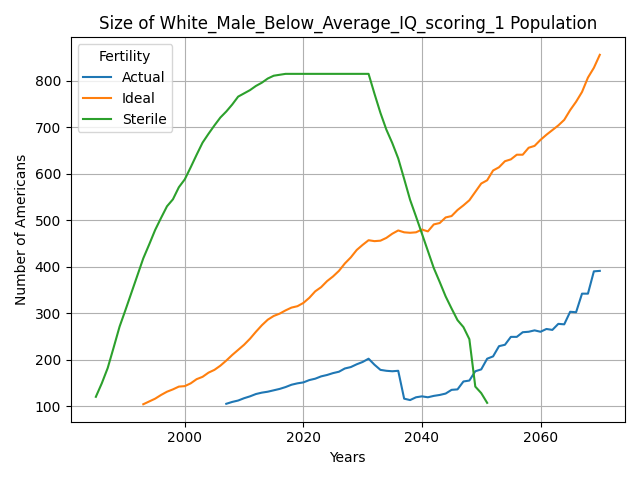 Size of White_Male_Below_Average_IQ_scoring_1 Population
Number of Americans
800
700
600
500
400
300
200
100
Fertility
Actual
Ideal
Sterile
2000
2020
2040
2060
Years